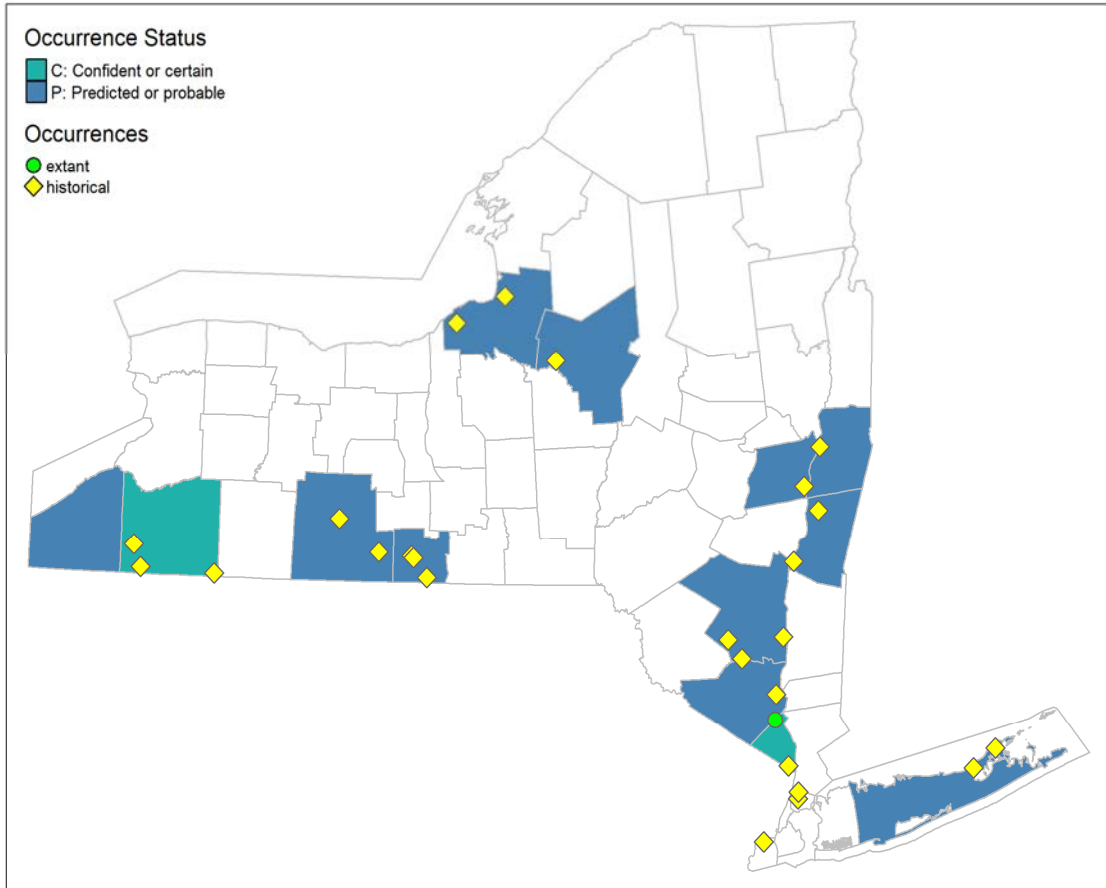 Occurrence Status
C: Confident or certain
P: Predicted or probable
Occurrences
extant
historical